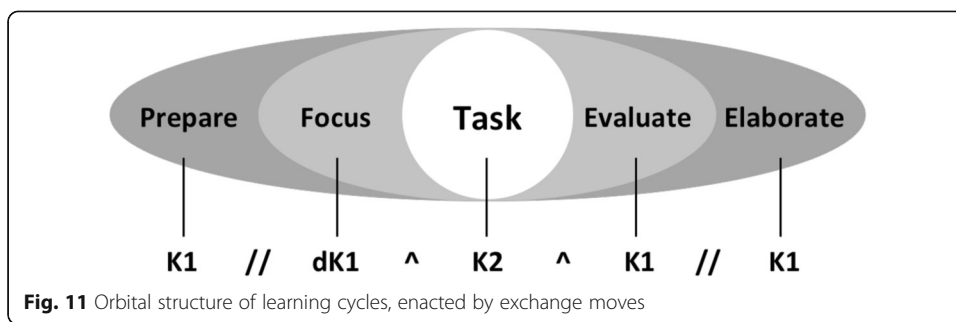 Prepare Focus Task Evaluate Elaborate
K1 // dK1 ^ K2 ^ K1 // K1
Fig. 11 Orbital structure of learning cycles, enacted by exchange moves